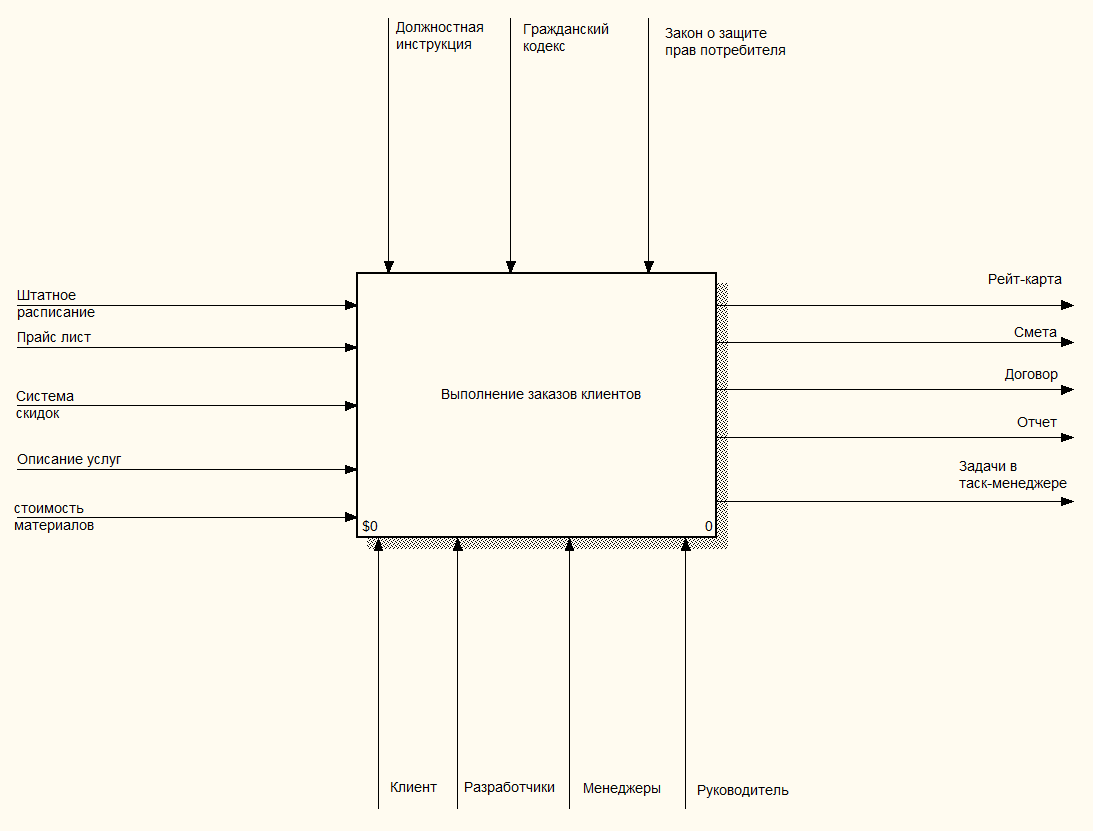 Должностная
инструкция
Гражданский
кодекс
Закон о защите
прав потребителя
Штатное
расписание
Прайс лист
Система
скидок
Описание услуг
стоимость
материалов
Выполнение заказов клиентов
$0
0
Рейт-карта
Смета
Договор
Отчет
Задачи в
таск-менеджере
Клиент
Разработчики
Менеджеры
Руководитель